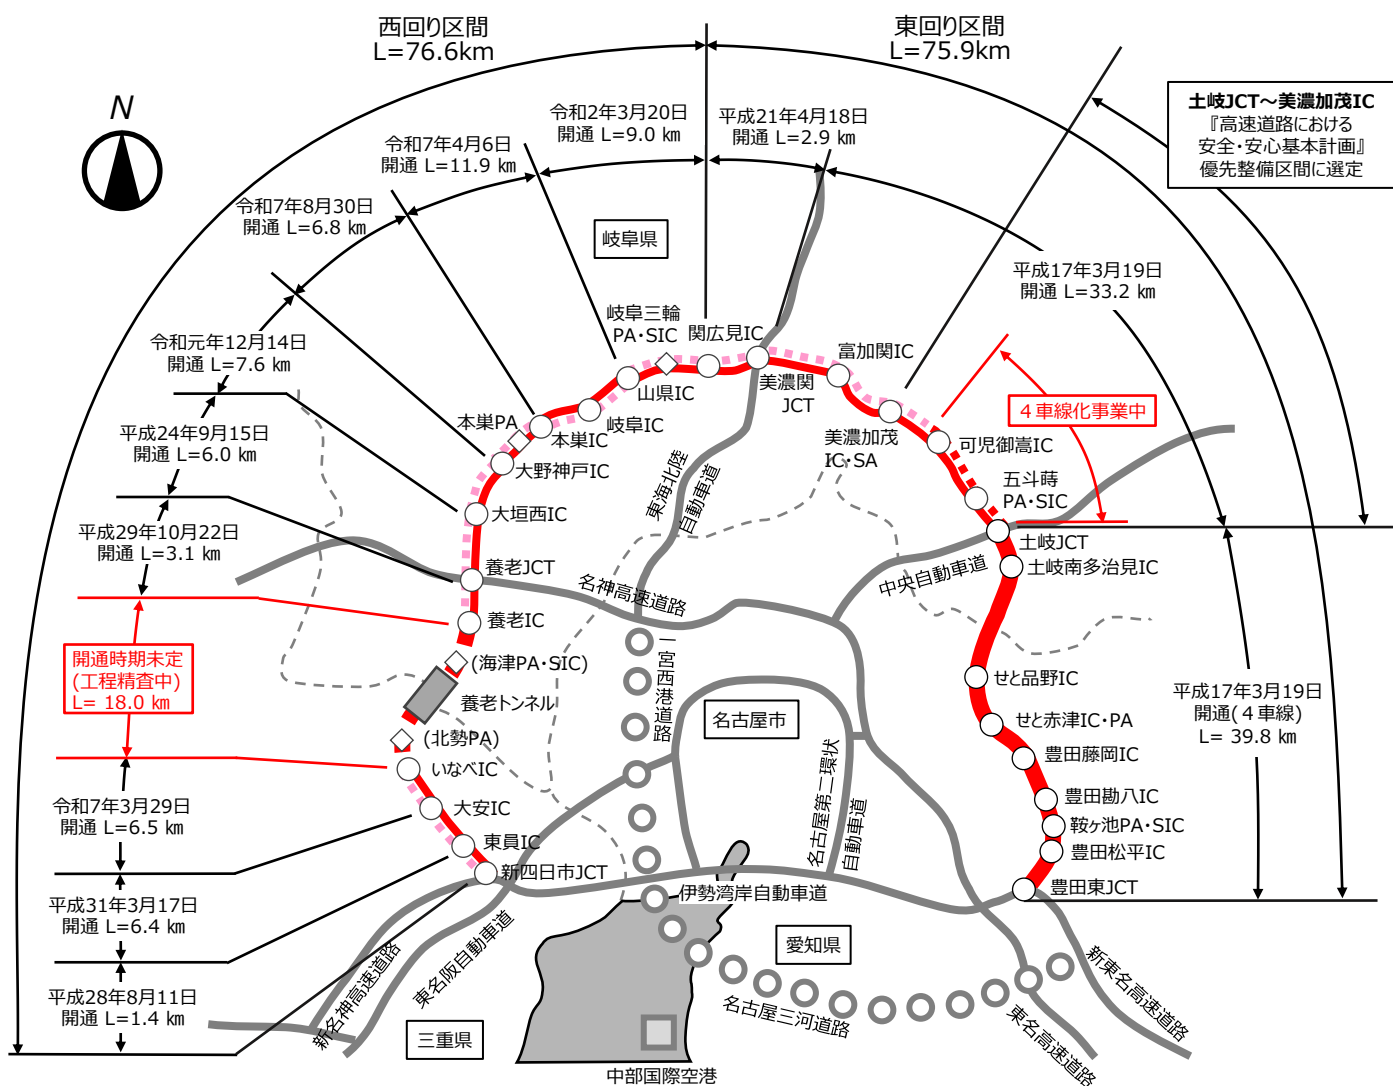 西回り区間
L=76.6km
東回り区間
L=75.9km
N
土岐JCT～美濃加茂IC
『高速道路における
安全・安心基本計画』
優先整備区間に選定
令和2年3月20日
開通 L=9.0 km
平成21年4月18日
開通 L=2.9 km
令和7年4月6日
開通 L=11.9 km
令和7年8月30日
開通 L=6.8 km
岐阜県
平成17年3月19日
開通 L=33.2 km
令和元年12月14日
開通 L=7.6 km
岐阜三輪
PA・SIC
関広見IC
富加関IC
山県IC
美濃関
JCT
4車線化事業中
本巣PA
本巣IC
岐阜IC
美濃加茂
IC・SA
可児御嵩IC
平成24年9月15日
開通 L=6.0 km
大野神戸IC
東海北陸
自動車道
五斗蒔
PA・SIC
大垣西IC
平成29年10月22日
開通 L=3.1 km
土岐JCT
養老JCT
名神高速道路
中央自動車道
土岐南多治見IC
養老IC
開通時期未定
(工程精査中)
L= 18.0 km
(海津PA・SIC)
一宮西港道路
せと品野IC
養老トンネル
名古屋市
平成17年3月19日
開通(４車線)
L= 39.8 km
せと赤津IC・PA
(北勢PA)
豊田藤岡IC
いなべIC
名古屋第二環状
自動車道
令和7年3月29日
開通 L=6.5 km
大安IC
豊田勘八IC
鞍ヶ池PA・SIC
東員IC
豊田松平IC
新四日市JCT
豊田東JCT
伊勢湾岸自動車道
平成31年3月17日
開通 L=6.4 km
東名阪自動車道
愛知県
新名神高速道路
新東名高速道路
平成28年8月11日
開通 L=1.4 km
名古屋三河道路
東名高速道路
三重県
中部国際空港